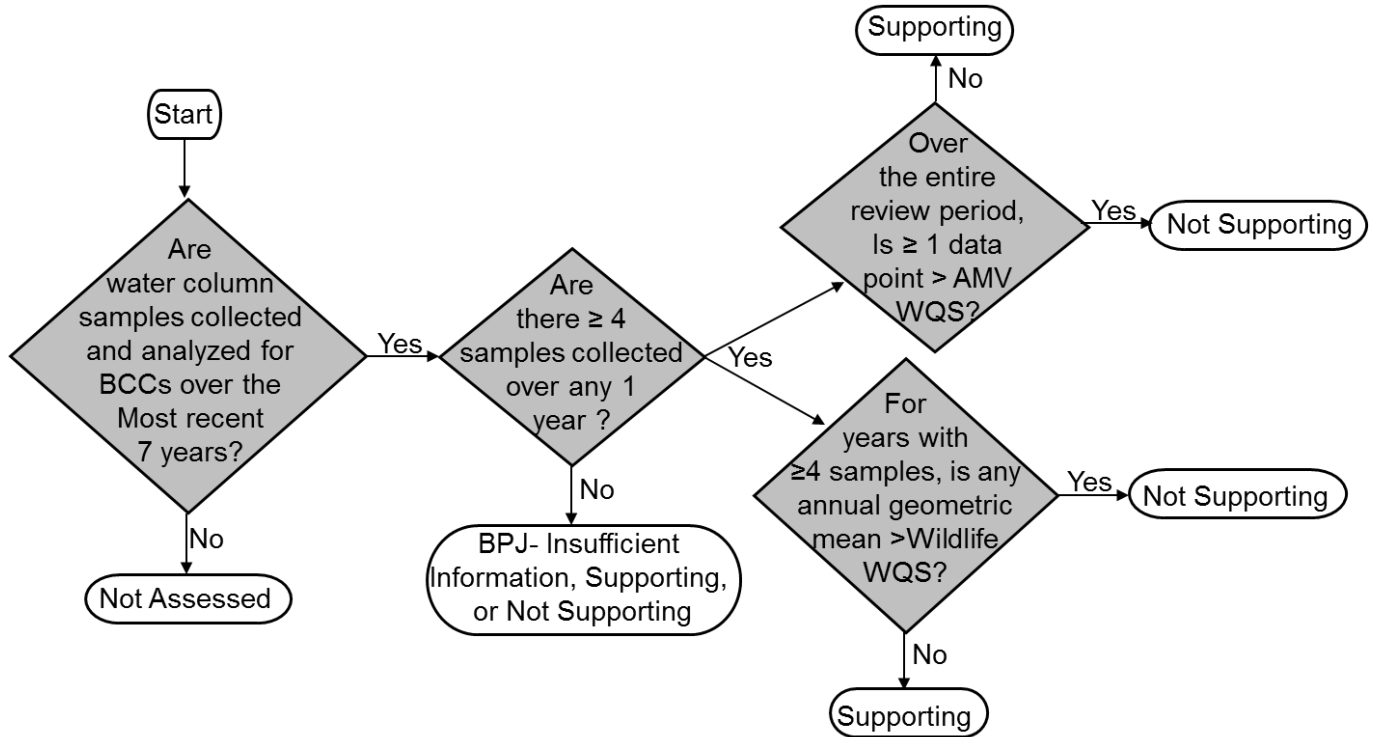 Start
Are
water column
samples collected
and analyzed for
BCCs over the
Most recent
7 years?
No
Not Assessed
Yes
Are
there ≥ 4
samples collected
over any 1
year ?
No
BPJ- Insufficient
Information, Supporting,
or Not Supporting
Yes
Supporting
No
Over
the entire
review period,
Is ≥ 1 data
point > AMV
WQS?
Yes
Not Supporting
For
years with
≥4 samples, is any
annual geometric
mean >Wildlife
WQS?
Yes
Not Supporting
No
Supporting